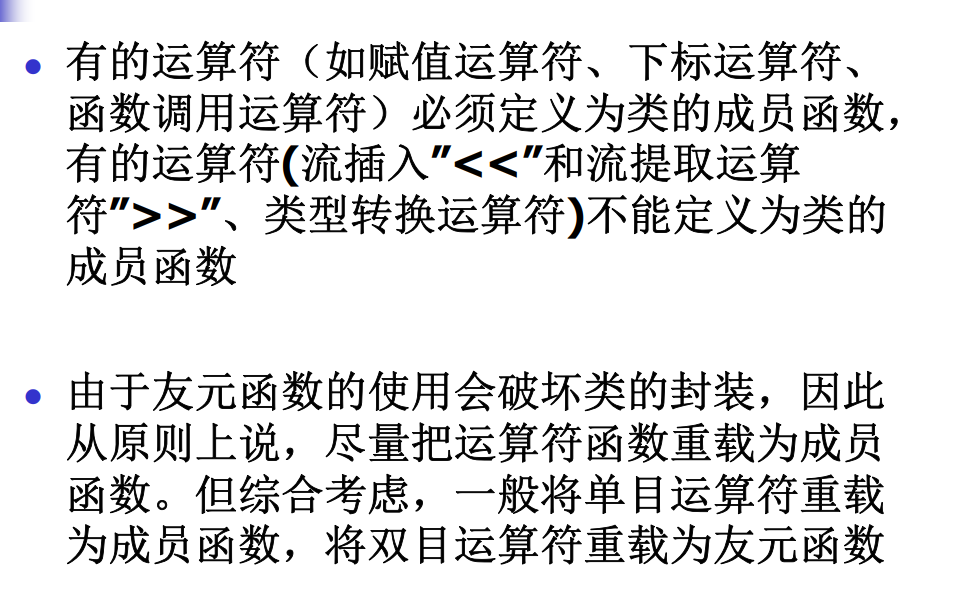 • 有的运算符（如赋值运算符、下标运算符、
函数调用运算符）必须定义为类的成员函数，
有的运算符(流插入”<<”和流提取运算
符”>>”、类型转换运算符)不能定义为类的
成员函数
• 由于友元函数的使用会破坏类的封装，因此
从原则上说，尽量把运算符函数重载为成员
函数。但综合考虑，一般将单目运算符重载
为成员函数，将双目运算符重载为友元函数